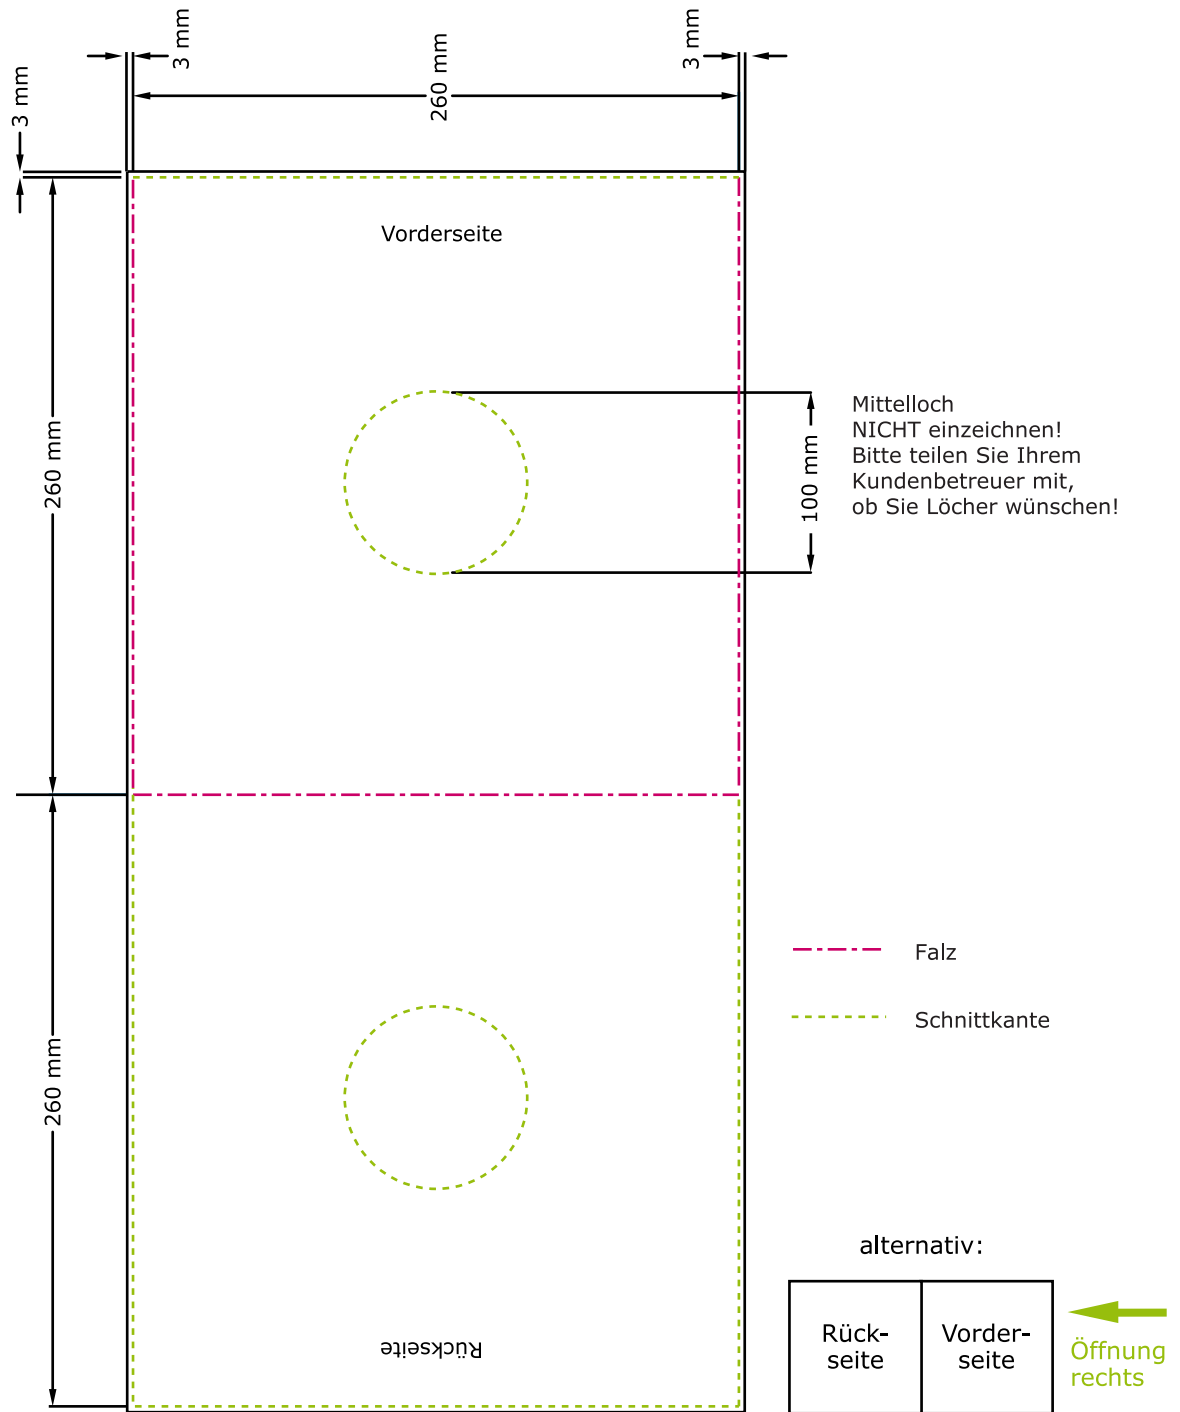 3 mm
3 mm
3 mm
260 mm
Vorderseite
260 mm
100 mm
Mittelloch
NICHT einzeichnen!
Bitte teilen Sie Ihrem
Kundenbetreuer mit,
ob Sie Löcher wünschen!
Falz
Schnittkante
260 mm
Rückseite
alternativ:
Rück-
seite
Vorder-
seite
Öffnung
rechts